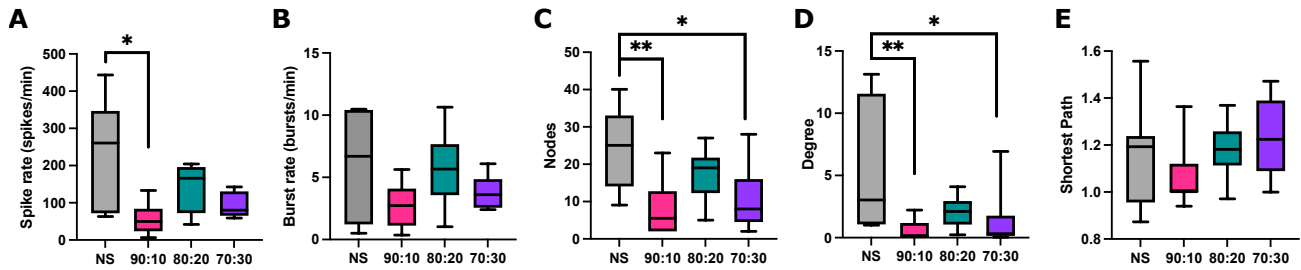 A
Spike rate (spikes/min)
500
400
300
200
100
0
*
NS 90:10 80:20 70:30
B
Burst rate (bursts/min)
15
10
5
0
NS 90:10 80:20 70:30
C
Nodes
50
40
30
20
10
0
*
**
NS 90:10 80:20 70:30
D
Degree
15
10
5
0
*
**
NS 90:10 80:20 70:30
E
Shortest Path
1.6
1.4
1.2
1.0
0.8
NS 90:10 80:20 70:30